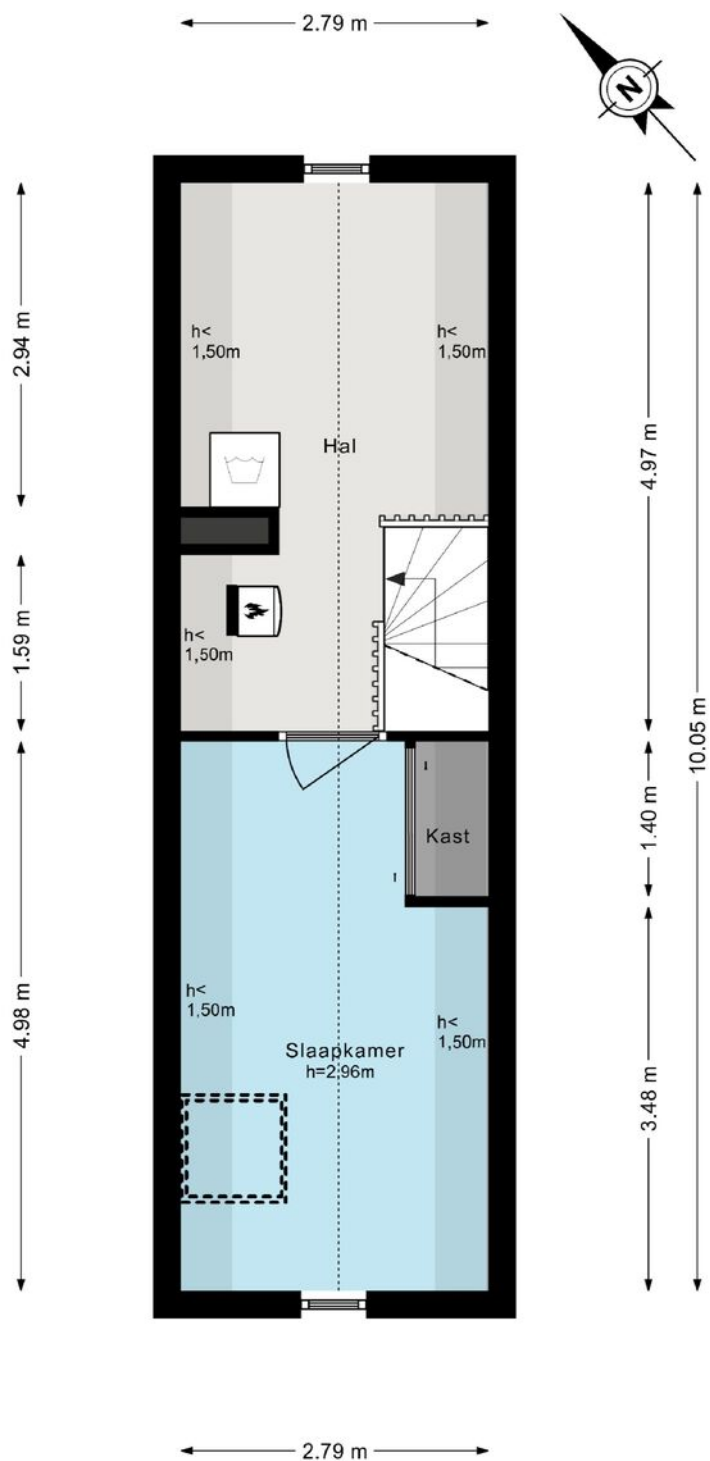 2.79 m
N
h<
1,50m
h<
1,50m
2.94 m
4.97 m
Hal
1.59 m
h<
1,50m
10.05 m
1.40 m
Kast
4.98 m
h<
1,50m
h<
1,50m
Slaapkamer
h=2,96m
3.48 m
2.79 m